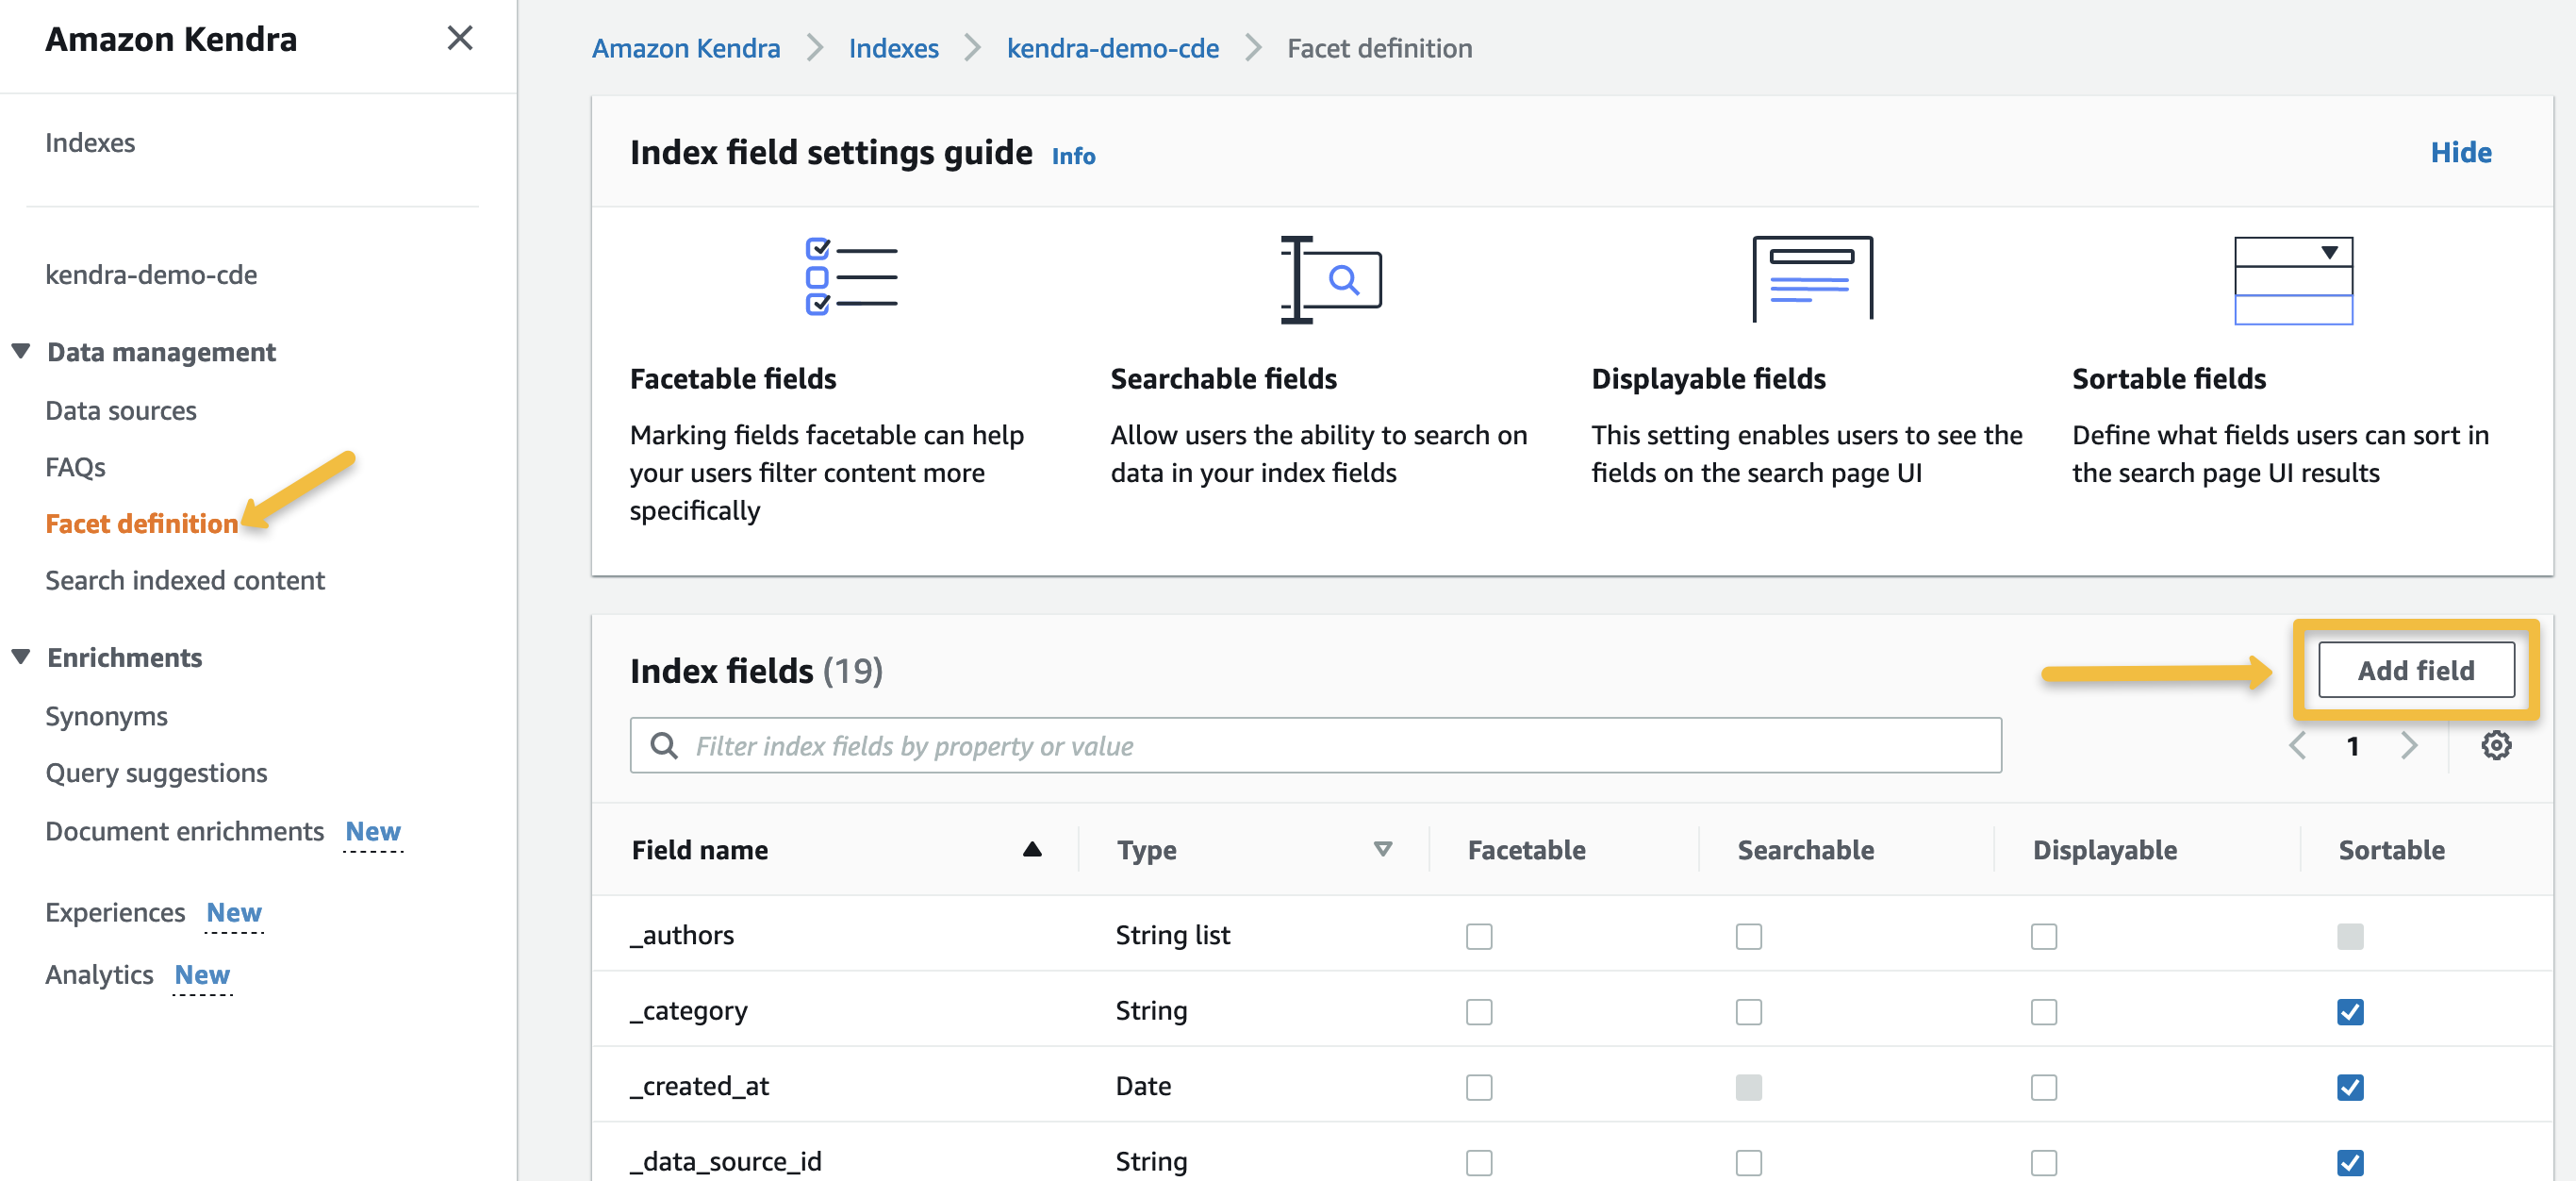 Amazon Kendra
Indexes
kendra-demo-cde
Data management
Data sources
FAQs
Facet definition
Search indexed content
Enrichments
Synonyms
Query suggestions
Document enrichments New
Experiences New
Analytics New
Amazon Kendra Indexes kendra-demo-cde Facet definition
Index field settings guide Info Hide
Facetable fields
Marking fields facetable can help
your users filter content more
specifically
Searchable fields
Allow users the ability to search on
data in your index fields
Displayable fields
This setting enables users to see the
fields on the search page UI
Sortable fields
Define what fields users can sort in
the search page UI results
Index fields (19) Add field
Filter index fields by property or value 1
Field name Type Facetable Searchable Displayable Sortable
_authors String list
_category String
_created_at Date
_data_source_id String